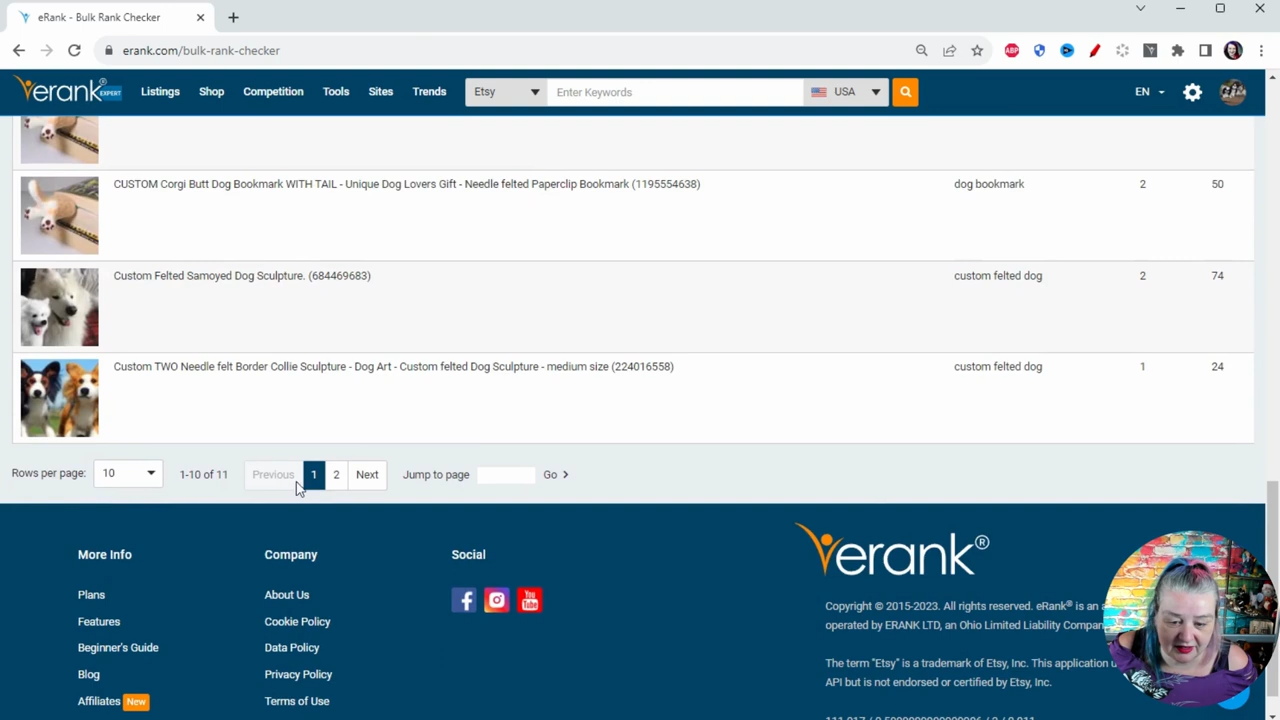 eRank - Bulk Rank Checker
erank.com/bulk-rank-checker
ABP
erank® EXPERT Listings Shop Competition Tools Sites Trends Etsy Enter Keywords USA EN
CUSTOM Corgi Butt Dog Bookmark WITH TAIL - Unique Dog Lovers Gift - Needle felted Paperclip Bookmark (1195554638) dog bookmark 2 50
Custom Felted Samoyed Dog Sculpture. (684469683) custom felted dog 2 74
Custom TWO Needle felt Border Collie Sculpture - Dog Art - Custom felted Dog Sculpture - medium size (224016558) custom felted dog 1 24
Rows per page: 10 1-10 of 11 Previous 1 2 Next Jump to page Go
More Info
Plans
Features
Beginner's Guide
Blog
Affiliates New
Company
About Us
Cookie Policy
Data Policy
Privacy Policy
Terms of Use
Social
You Tube
erank®
Copyright © 2015-2023. All rights reserved. eRank® is an
operated by ERANK LTD, an Ohio Limited Liability Company
The term "Etsy" is a trademark of Etsy, Inc. This application
API but is not endorsed or certified by Etsy, Inc.